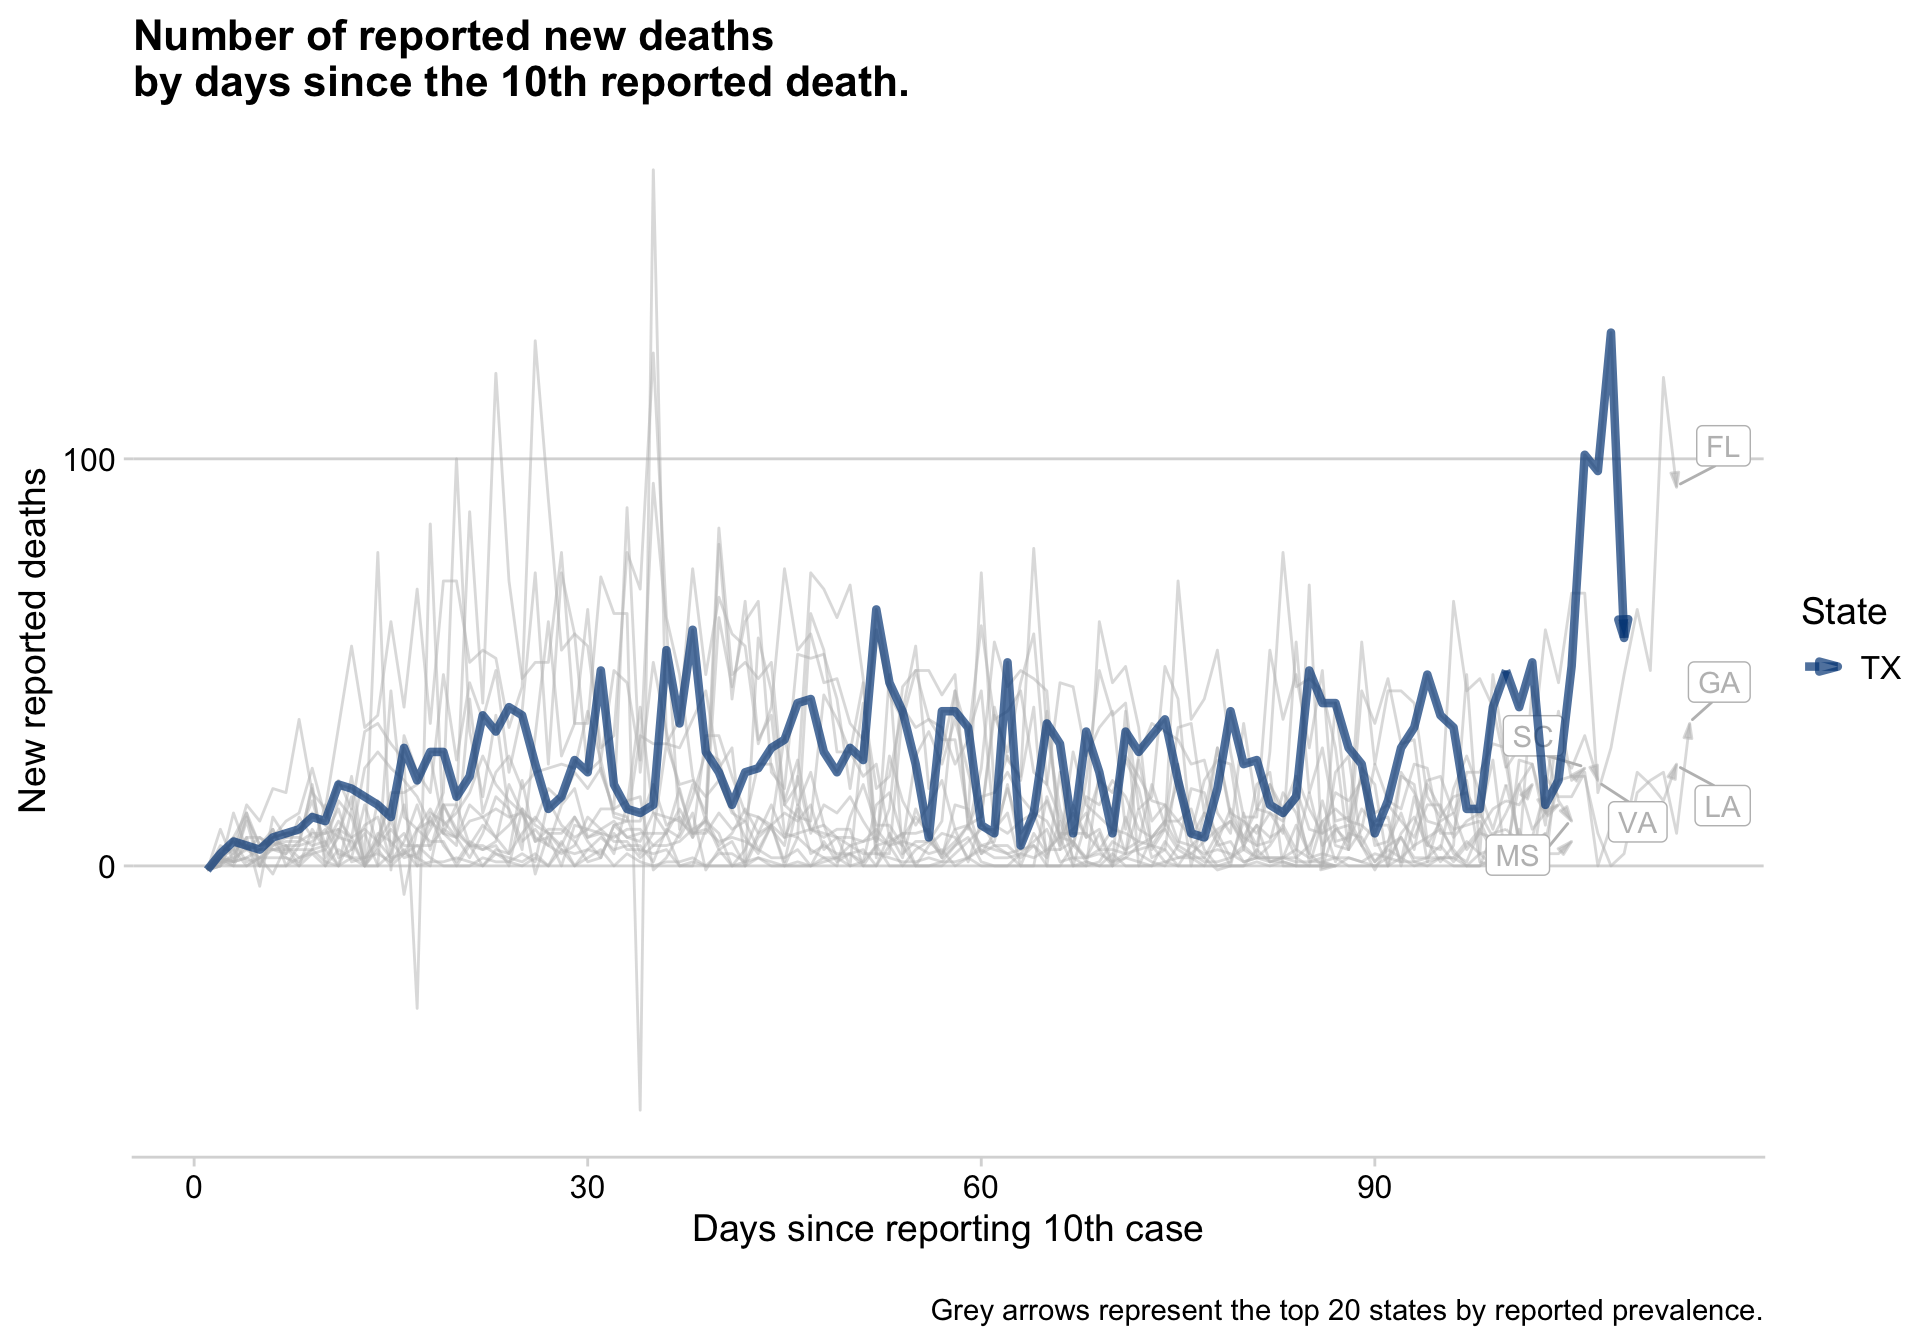 Number of reported new deaths
by days since the 10th reported death.
New reported deaths
100
0
FL
GA
SC
LA
VA
MS
State
TX
0
30
60
90
Days since reporting 10th case
Grey arrows represent the top 20 states by reported prevalence.